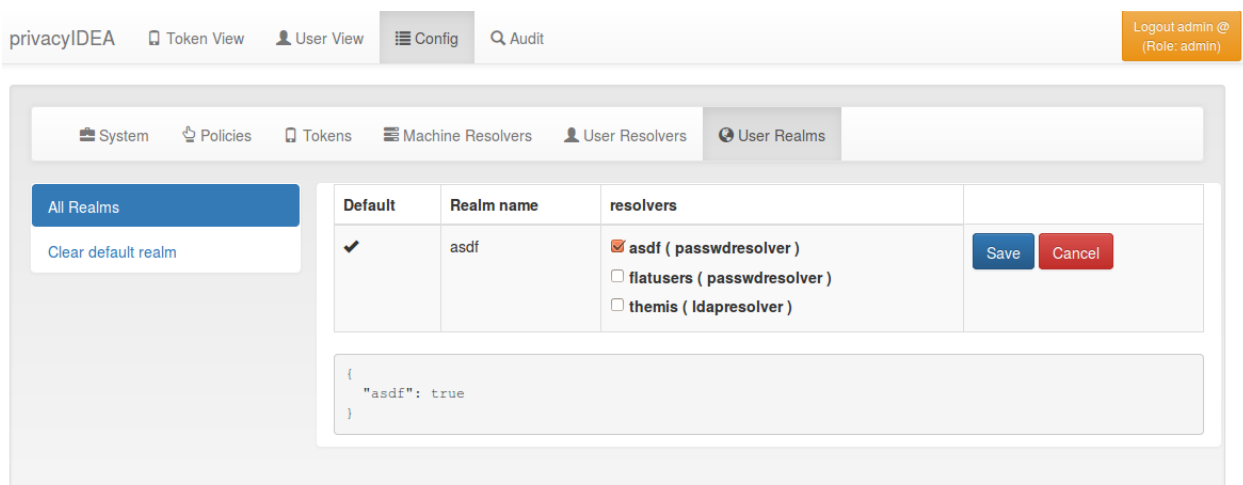 privacyIDEA Token View User View Config Audit Logout admin @
(Role: admin)
System Policies Tokens Machine Resolvers User Resolvers User Realms
All Realms
Clear default realm
Default Realm name resolvers
asdf asdf ( passwdresolver ) Save Cancel
flatusers ( passwdresolver )
themis ( ldapresolver )
{
"asdf": true
}